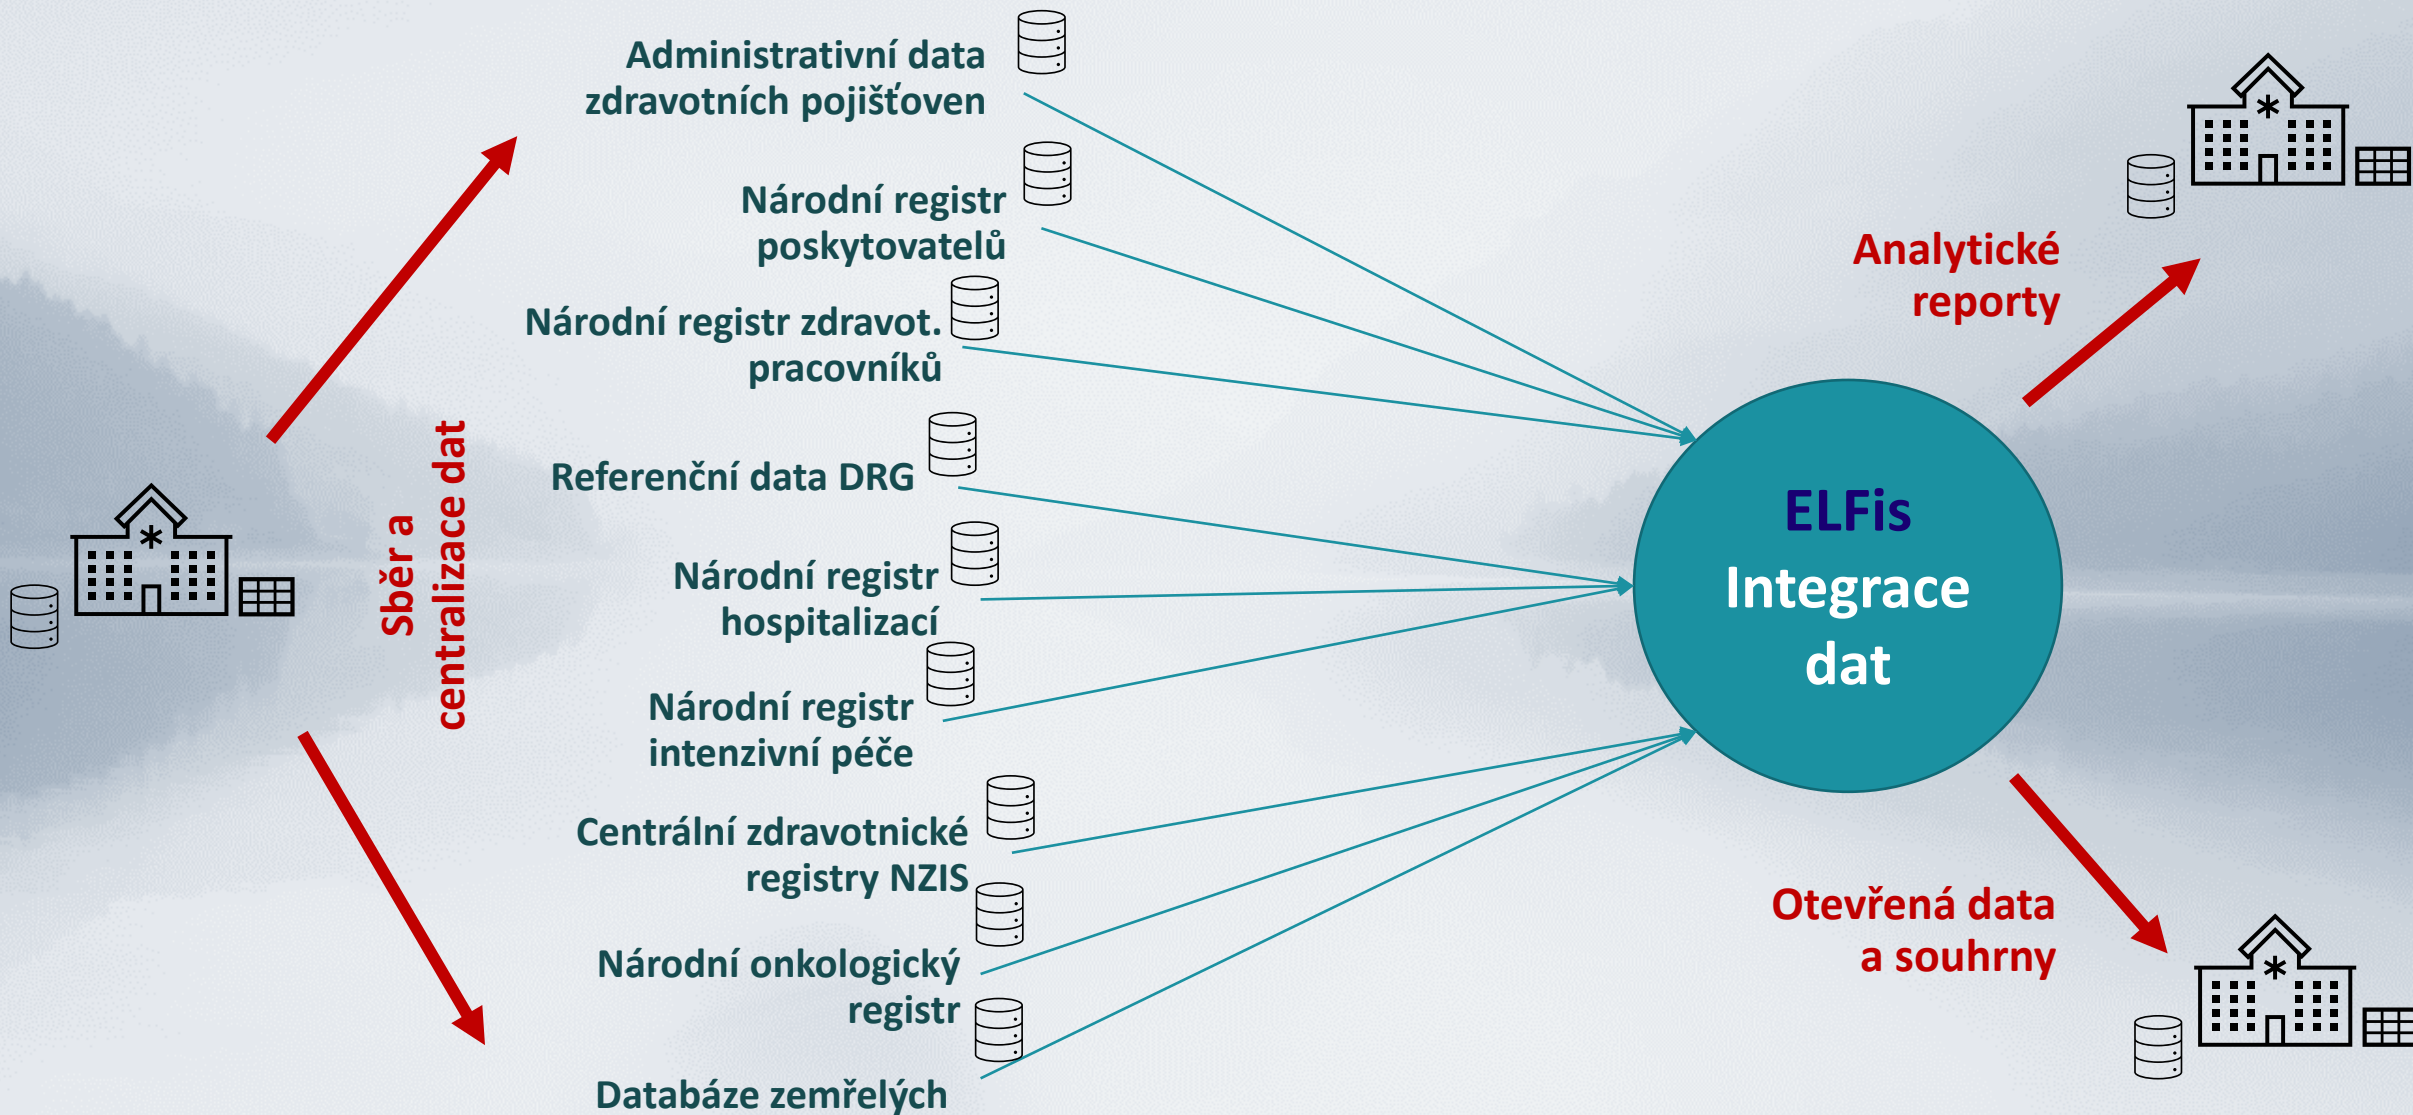 Administrativní data
zdravotních pojišťoven
Národní registr
poskytovatelů
Národní registr zdravot.
pracovníků
Referenční data DRG
Národní registr
hospitalizací
Národní registr
intenzivní péče
Centrální zdravotnické
registry NZIS
Národní onkologický
registr
Databáze zemřelých
Sběr a
centralizace dat
ELFis
Integrace
dat
Analytické
reporty
Otevřená data
a souhrny